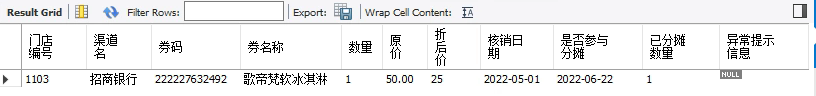 Result Grid Filter Rows: Export: Wrap Cell Content: IA
门店编号 渠道名 券码 券名称 数量 原价 折后价 核销日期 是否参与分摊 已分摊数量 异常提示信息
1103 招商银行 222227632492 歌帝梵软冰淇淋 1 50.00 25 2022-05-01 2022-06-22 1 NULL